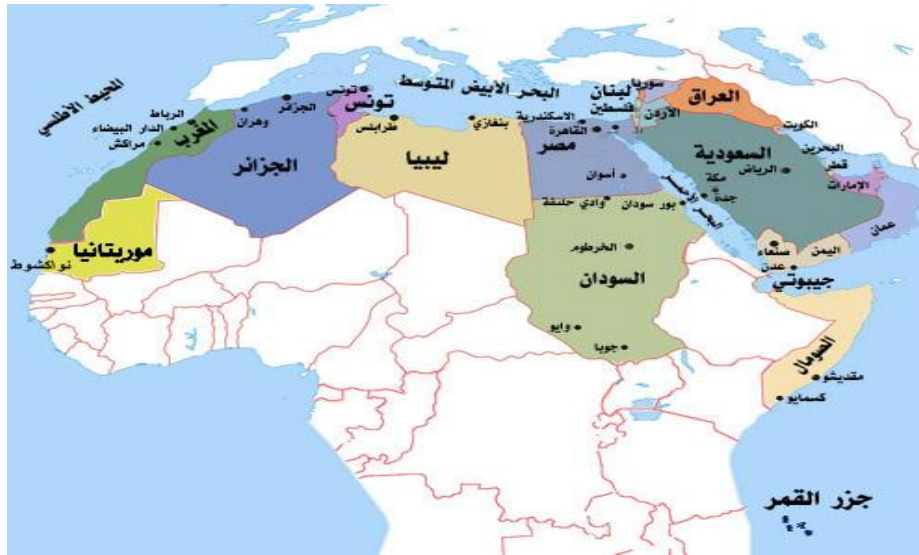 المحيط الأطلسي
البحر الأبيض المتوسط
البحر الأحمر
المغرب
الرباط
الدار البيضاء
مراكش
موريتانيا
نواكشوط
الجزائر
الجزائر
وهران
تونس
تونس
ليبيا
طرابلس
بنغازي
مصر
الاسكندرية
القاهرة
أسوان
السودان
وادي حلفة
بور سودان
الخرطوم
وايو
جوبا
لبنان
سوريا
فلسطين
الأردن
العراق
الكويت
السعودية
الرياض
مكة
جدة
البحرين
قطر
الإمارات
عمان
اليمن
صنعاء
عدن
جيبوتي
الصومال
مقديشو
كسمايو
جزر القمر